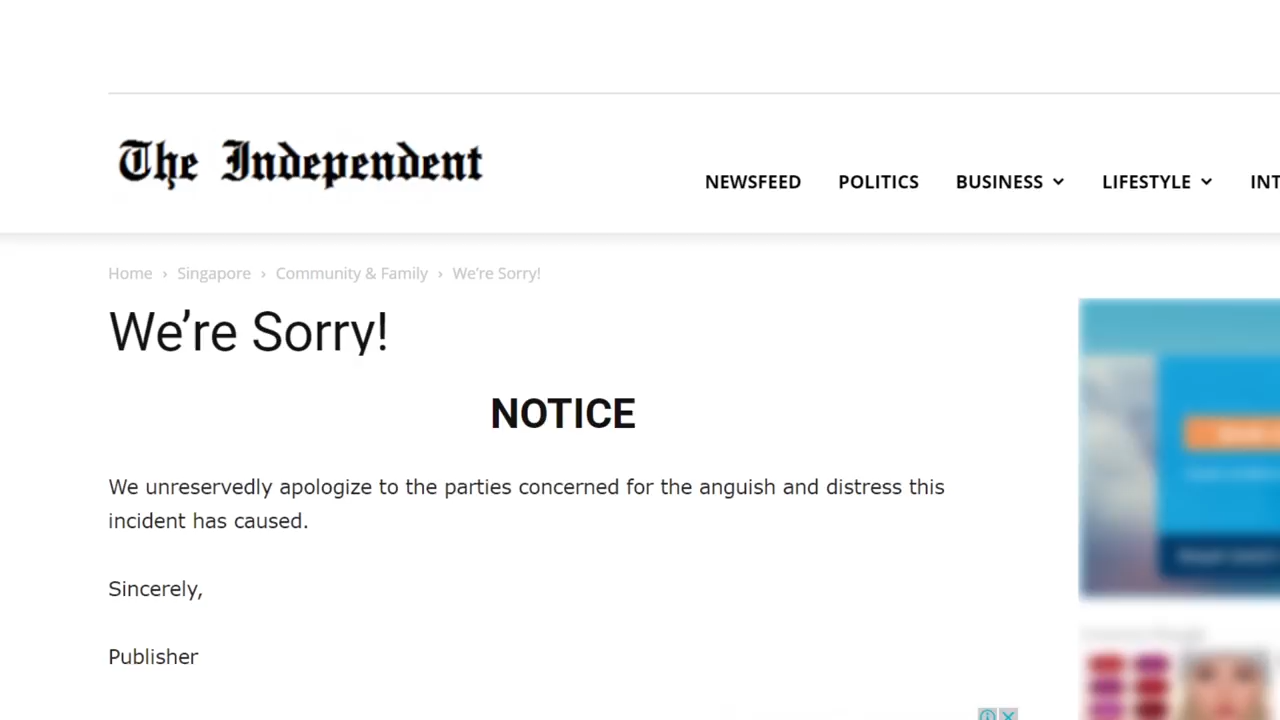 The Independent
NEWSFEED POLITICS BUSINESS LIFESTYLE INT
Home › Singapore › Community & Family › We're Sorry!
We’re Sorry!
NOTICE
We unreservedly apologize to the parties concerned for the anguish and distress this
incident has caused.
Sincerely,
Publisher